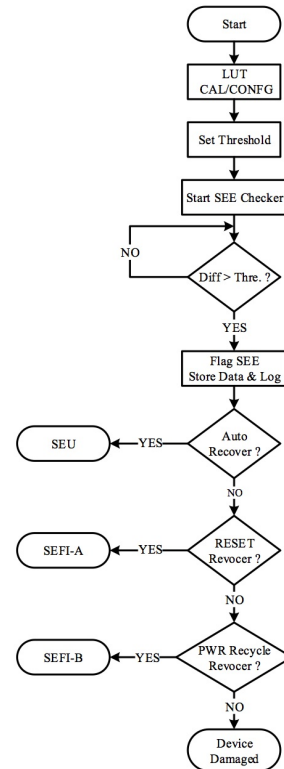 Start
LUT
CAL/CONFG
Set Threshold
Start SEE Checker
NO
Diff > Thre. ?
YES
Flag SEE
Store Data & Log
SEU
YES
Auto
Recover ?
NO
SEFI-A
YES
RESET
Revocer ?
NO
SEFI-B
YES
PWR Recycle
Revocer ?
NO
Device
Damaged